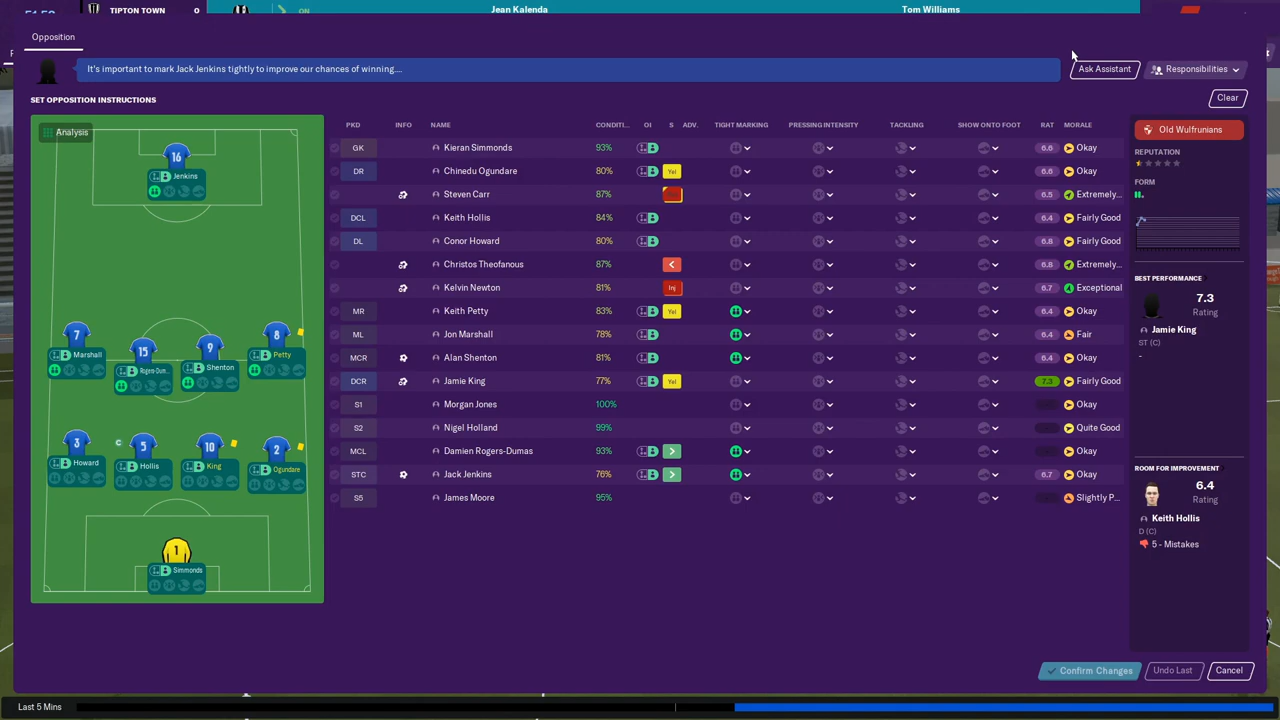 TIPTON TOWN 0 ON Jean Kalenda Tom Williams
Opposition
It's important to mark Jack Jenkins tightly to improve our chances of winning....
Ask Assistant Responsibilities
SET OPPOSITION INSTRUCTIONS
Clear
Analysis
16
Jenkins
7 15 9 8
Marshall Rogers-Dum... Shenton Petty
3 C 5 10 2
Howard Hollis King Ogundare
1
Simmonds
PKD INFO NAME CONDITI... OI S ADV. TIGHT MARKING PRESSING INTENSITY TACKLING SHOW ONTO FOOT RAT MORALE
GK Kieran Simmonds 93% 6.6 Okay
DR Chinedu Ogundare 80% Yel 6.6 Okay
Steven Carr 87% 6.5 Extremely...
DCL Keith Hollis 84% 6.4 Fairly Good
DL Conor Howard 80% 6.8 Fairly Good
Christos Theofanous 87% 6.8 Extremely...
Kelvin Newton 81% Inj 6.7 Exceptional
MR Keith Petty 83% Yel 6.4 Okay
ML Jon Marshall 78% 6.4 Fair
MCR Alan Shenton 81% 6.4 Okay
DCR Jamie King 77% Yel 7.3 Fairly Good
S1 Morgan Jones 100% - Okay
S2 Nigel Holland 99% - Quite Good
MCL Damien Rogers-Dumas 93% - Okay
STC Jack Jenkins 76% 6.7 Okay
S5 James Moore 95% - Slightly P...
Old Wulfrunians
REPUTATION
FORM
BEST PERFORMANCE
7.3
Rating
Jamie King
ST (C)
-
ROOM FOR IMPROVEMENT
6.4
Rating
Keith Hollis
D (C)
5 - Mistakes
Confirm Changes Undo Last Cancel
Last 5 Mins